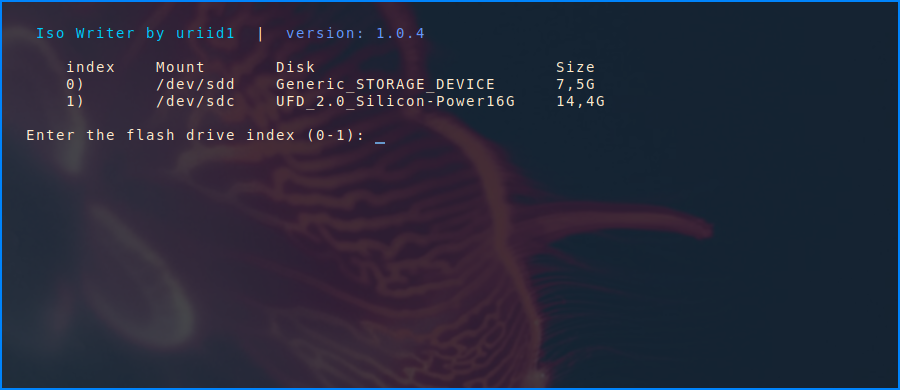 Iso Writer by uriid1 | version: 1.0.4
index Mount Disk Size
0) /dev/sdd Generic_STORAGE_DEVICE 7,5G
1) /dev/sdc UFD_2.0_Silicon-Power16G 14,4G
Enter the flash drive index (0-1): _